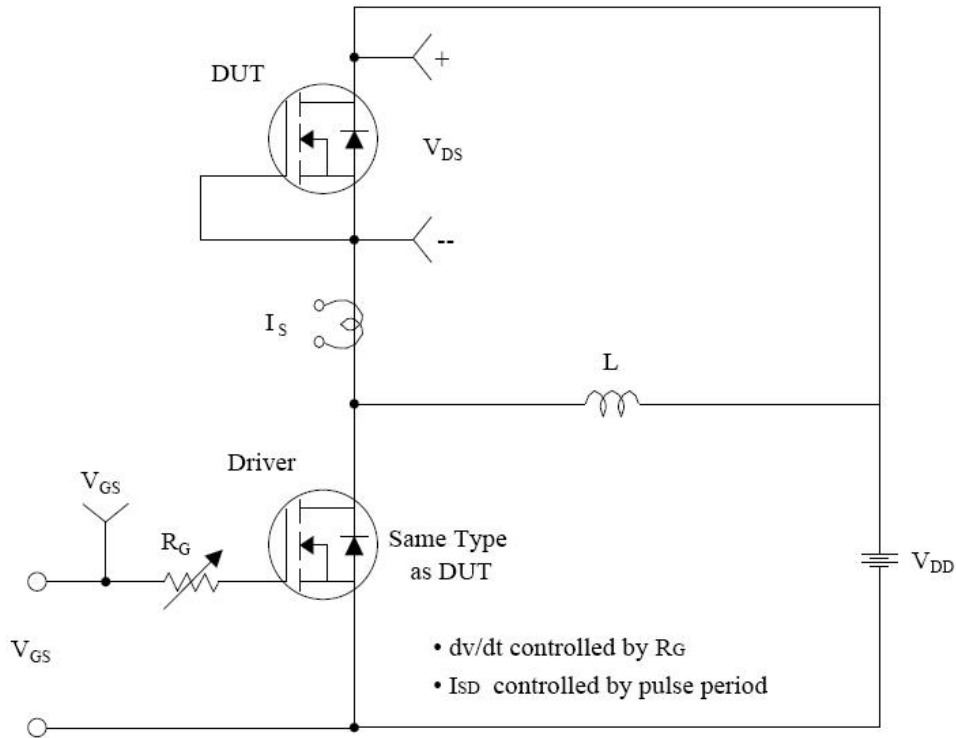 +
DUT
VDS
--
IS
L
Driver
VGS
RG
Same Type
as DUT
VDD
VGS
• dv/dt controlled by RG
• ISD controlled by pulse period